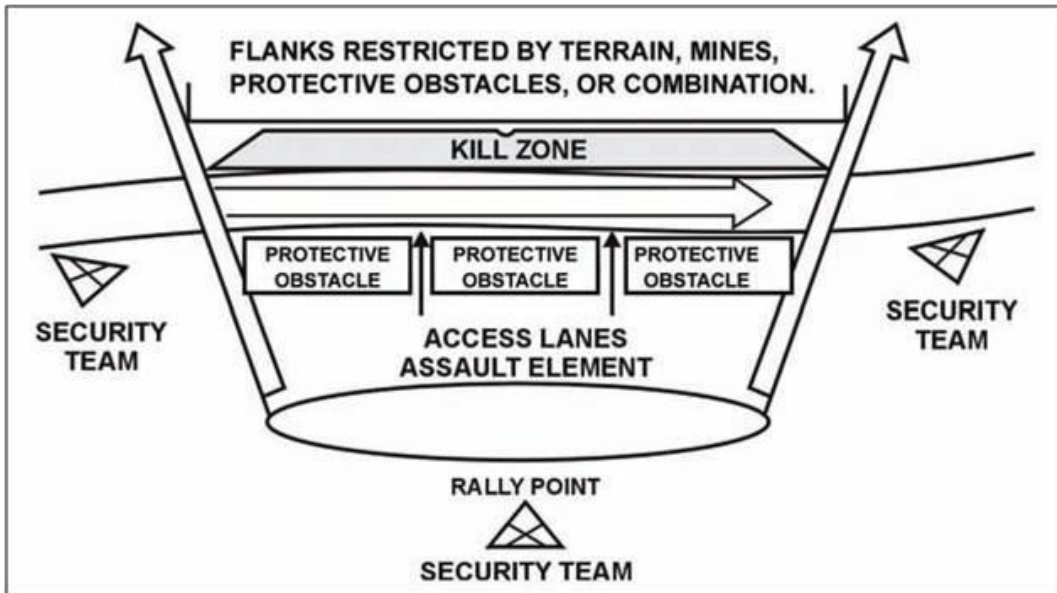 FLANKS RESTRICTED BY TERRAIN, MINES,
PROTECTIVE OBSTACLES, OR COMBINATION.
KILL ZONE
PROTECTIVE
OBSTACLE
PROTECTIVE
OBSTACLE
PROTECTIVE
OBSTACLE
SECURITY
TEAM
ACCESS LANES
ASSAULT ELEMENT
SECURITY
TEAM
RALLY POINT
SECURITY TEAM